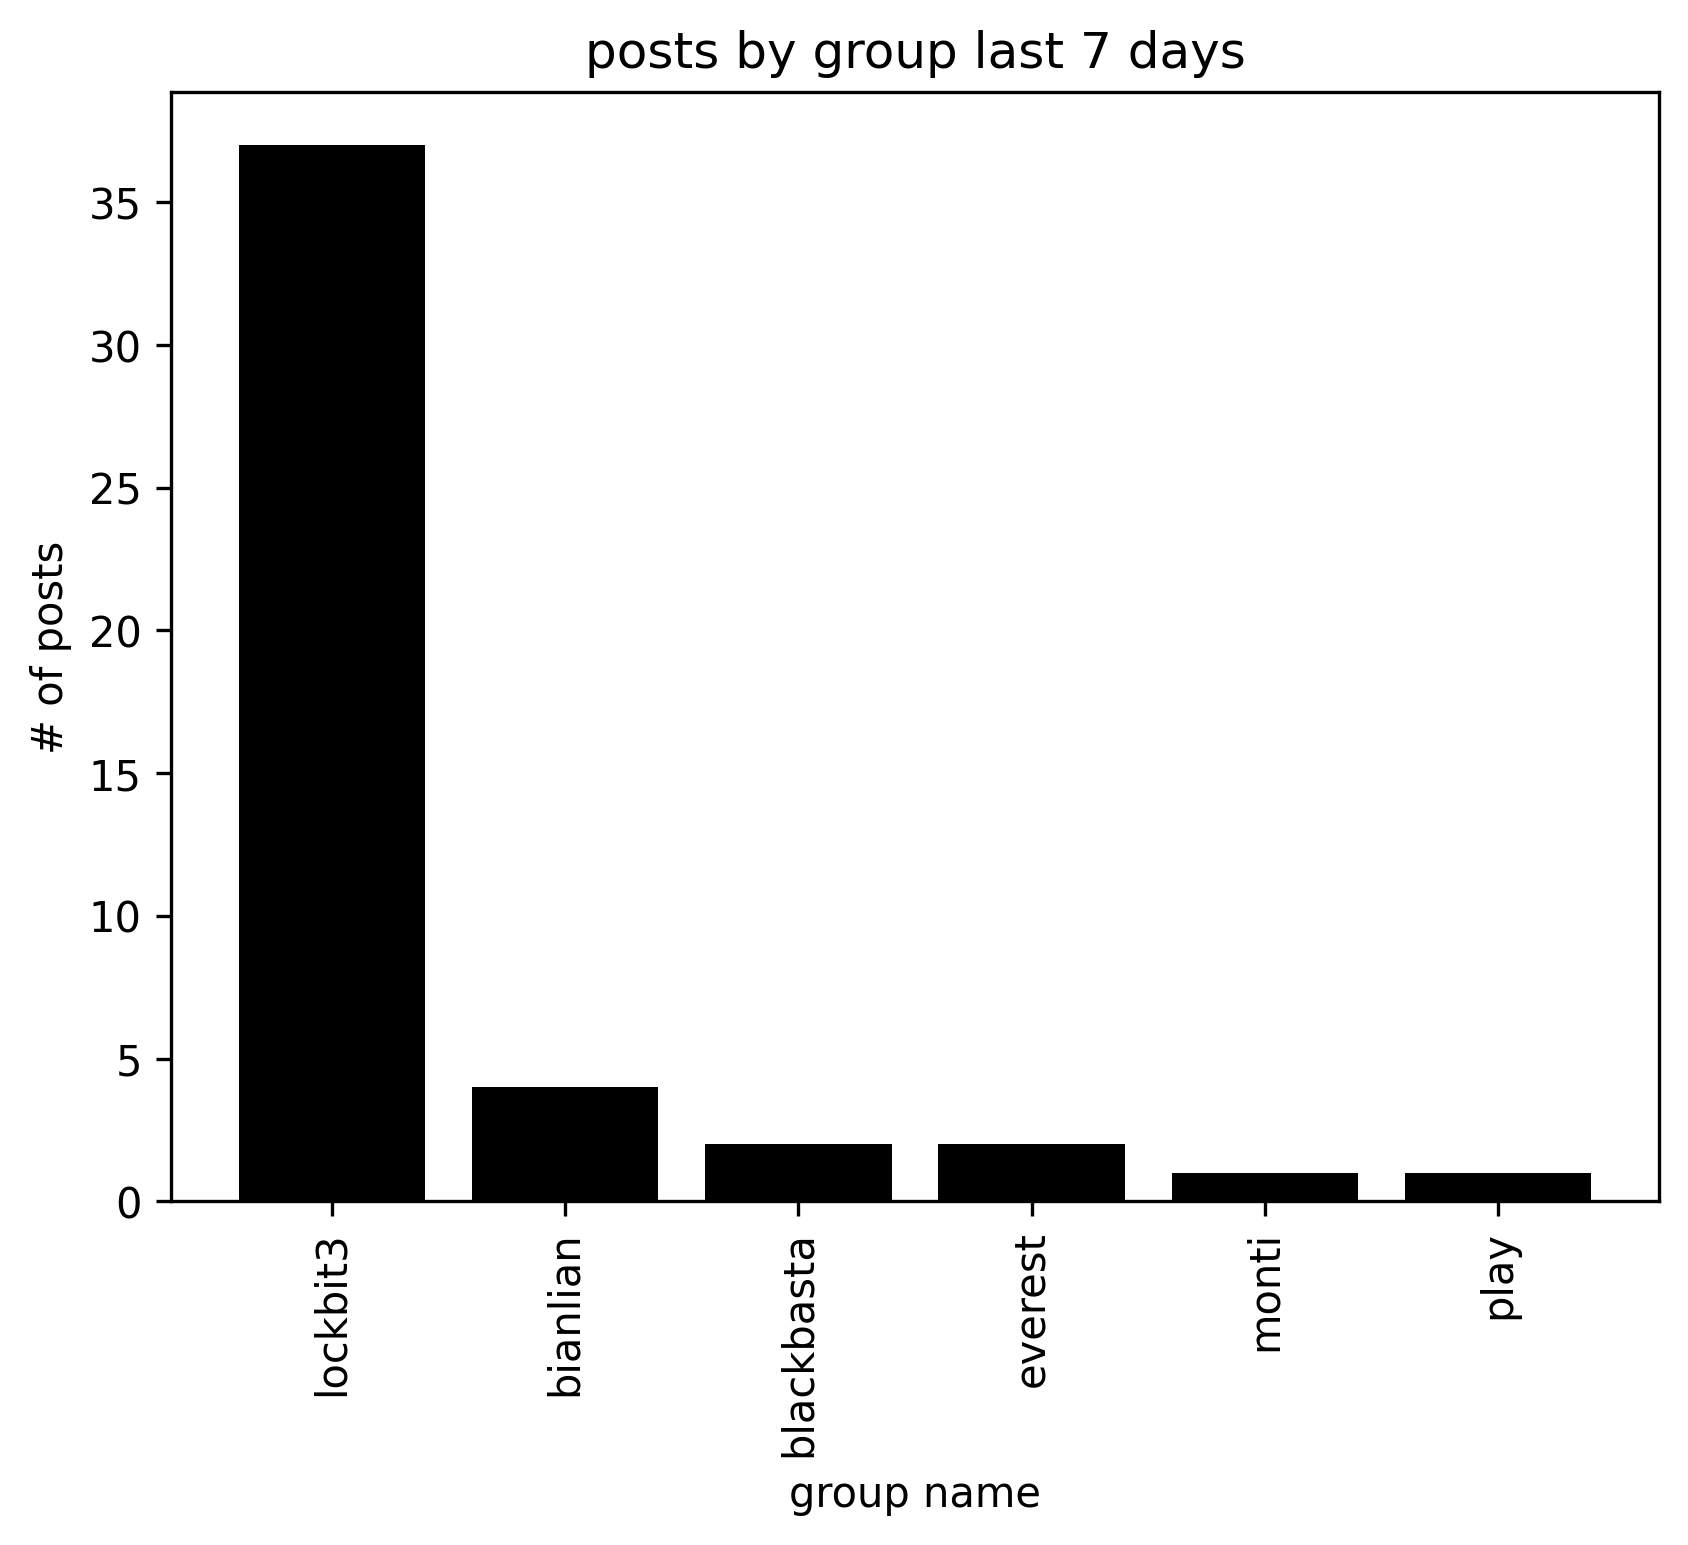 posts by group last 7 days
# of posts
35
30
25
20
15
10
5
0
lockbit3
bianlian
blackbasta
everest
monti
play
group name